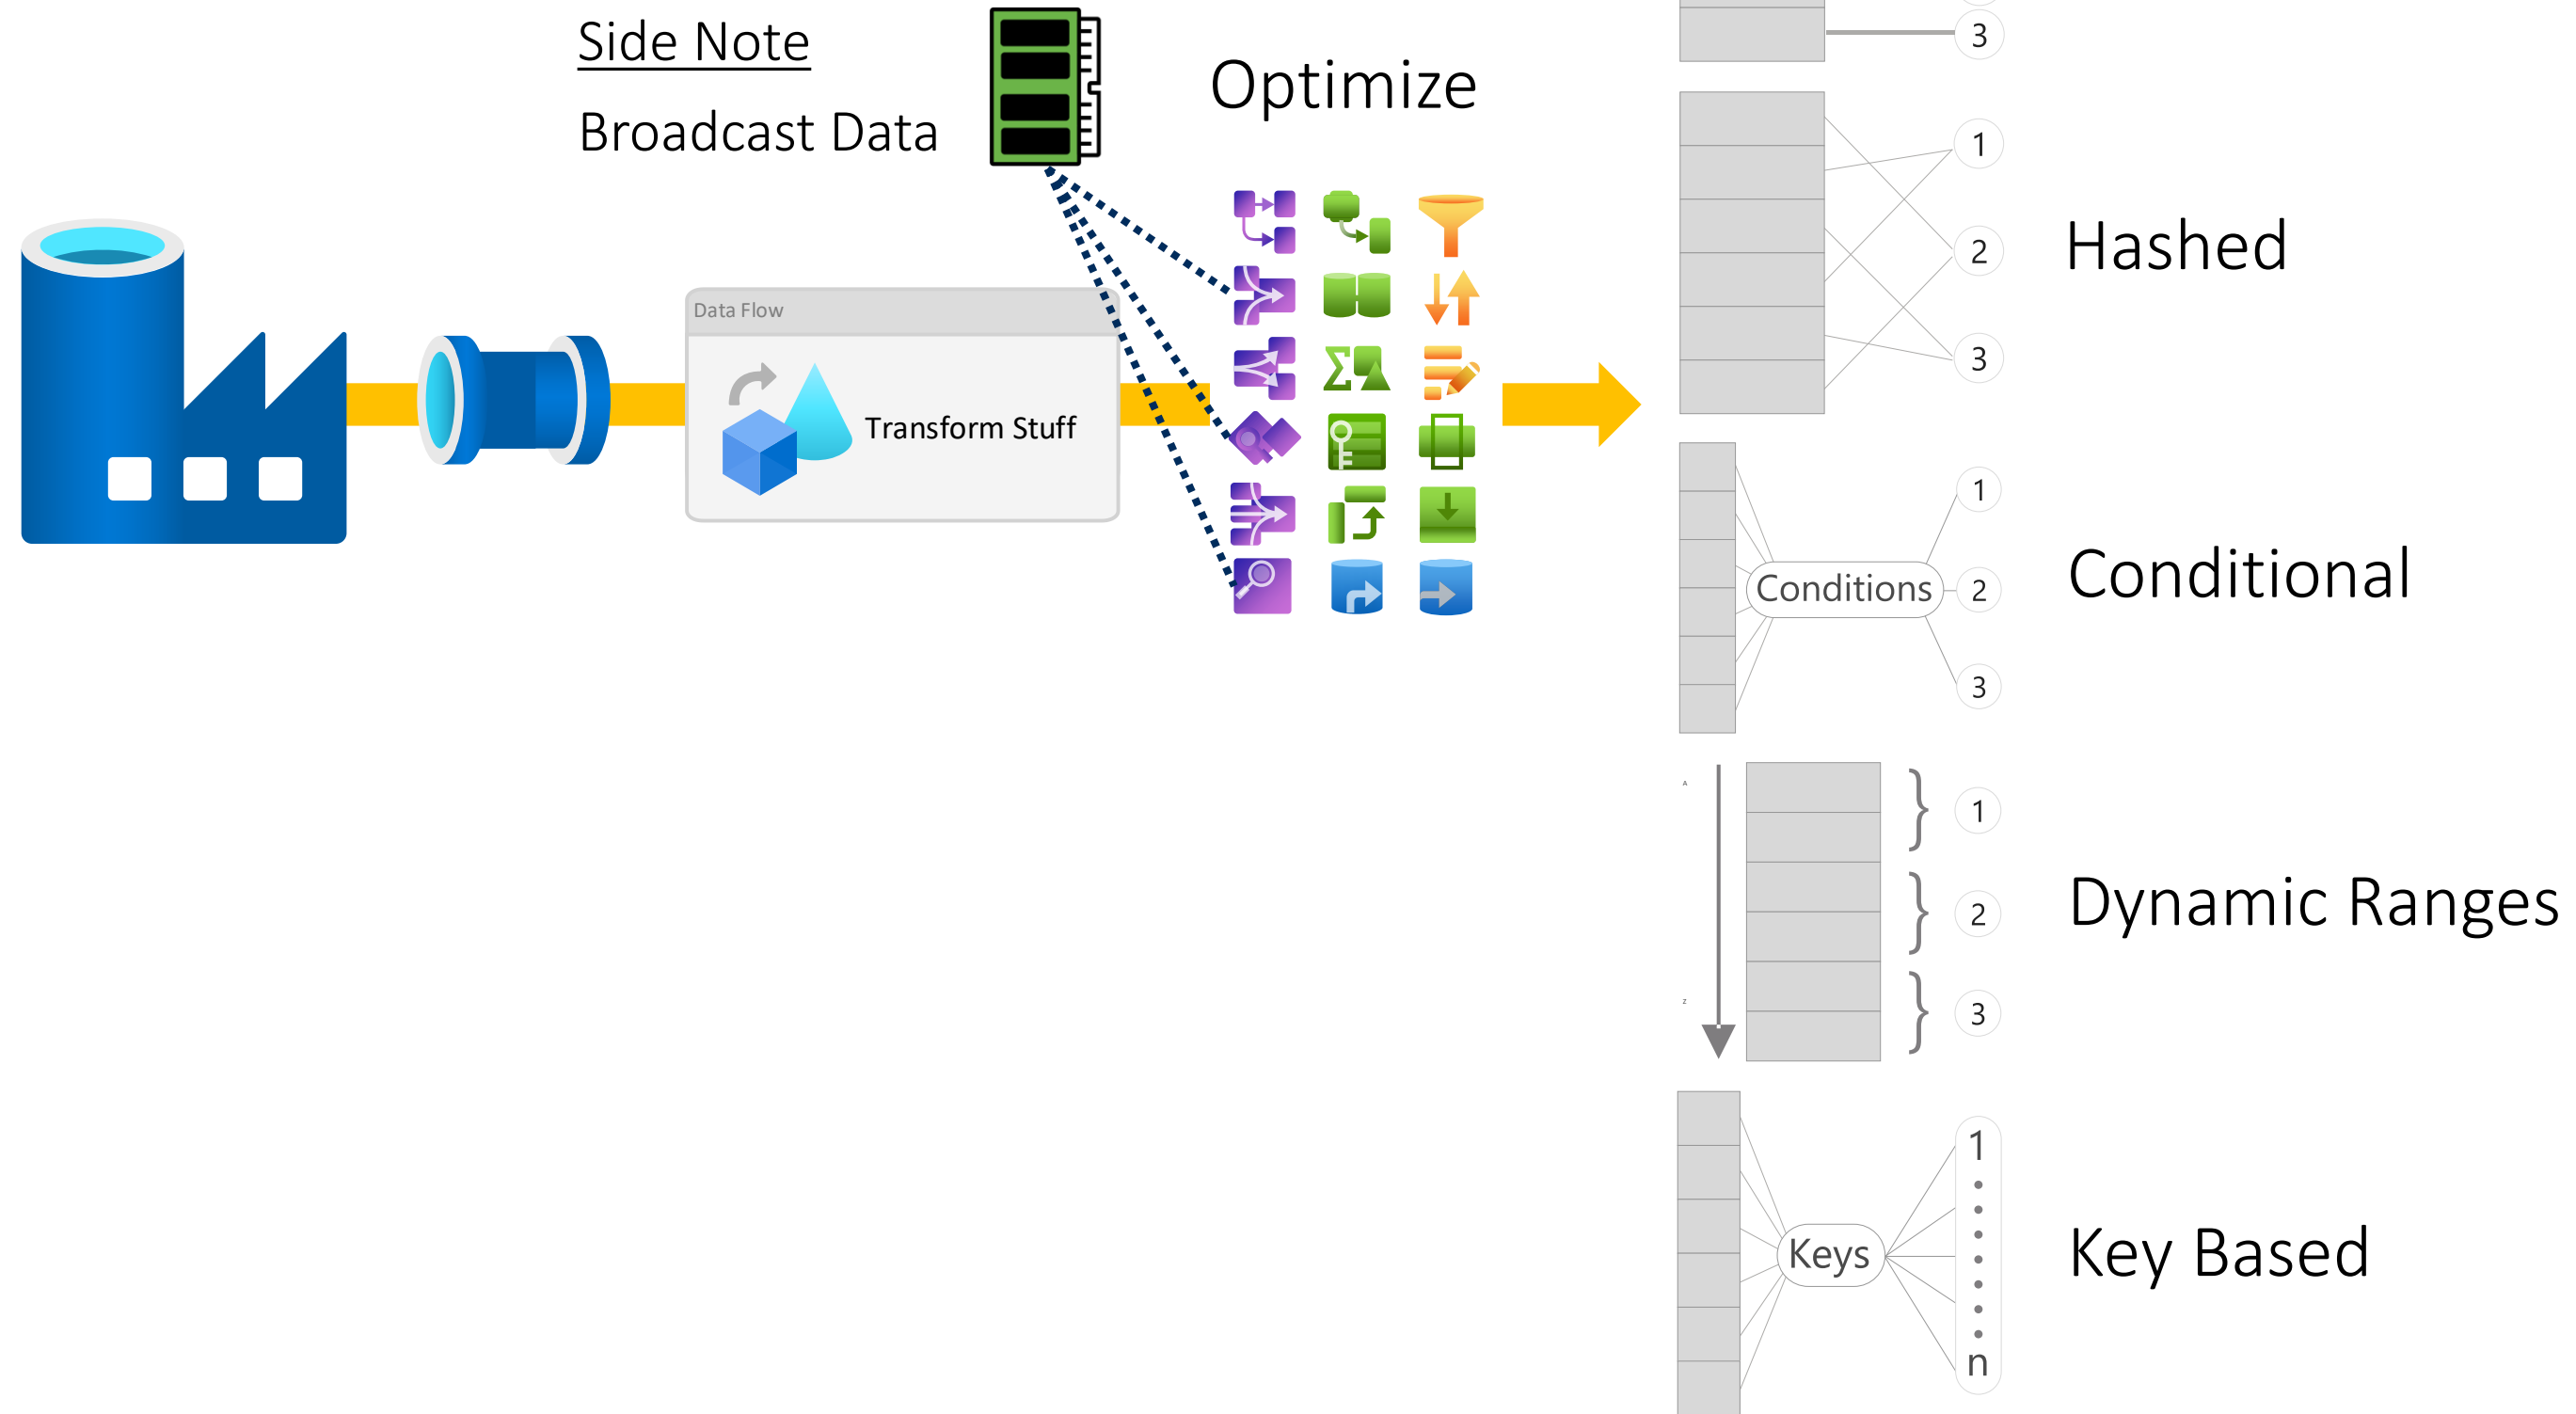 Side Note
Broadcast Data
Optimize
Data Flow
Transform Stuff
3
1
2
3
Hashed
1
Conditions
2
3
Conditional
A
Z
1
2
3
Dynamic Ranges
Keys
1
n
Key Based